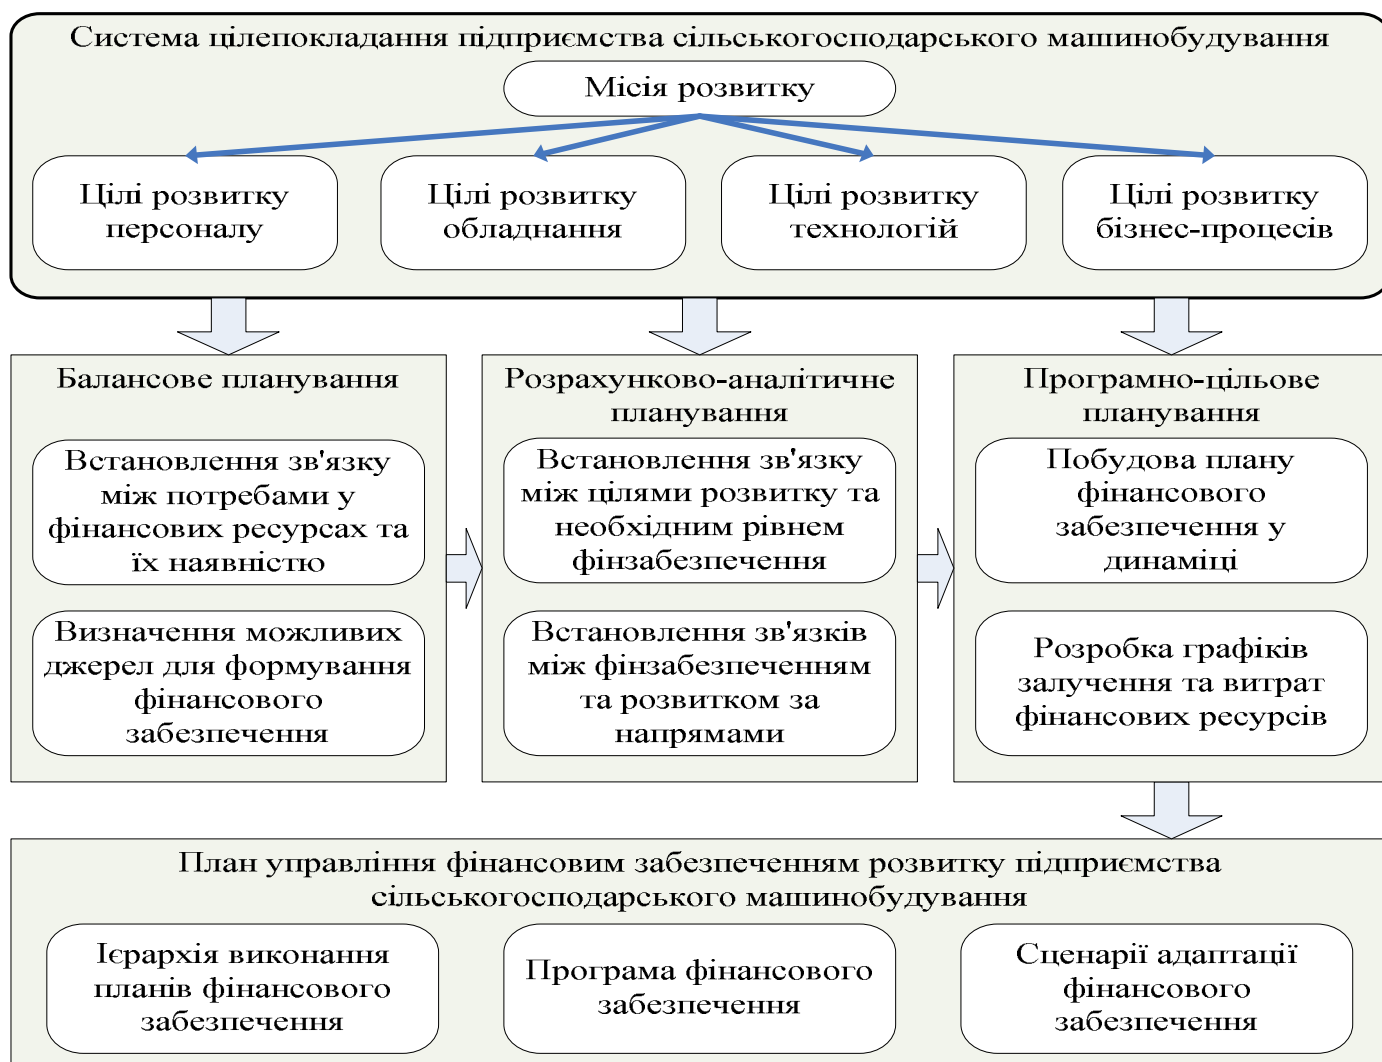 Система цілепокладання підприємства сільськогосподарського машинобудування
Місія розвитку
Цілі розвитку
персоналу
Цілі розвитку
обладнання
Цілі розвитку
технологій
Цілі розвитку
бізнес-процесів
Балансове планування
Встановлення зв'язку
між потребами у
фінансових ресурсах та
їх наявністю
Визначення можливих
джерел для формування
фінансового
забезпечення
Розрахунково-аналітичне
планування
Встановлення зв'язку
між цілями розвитку та
необхідним рівнем
фінзабезпечення
Встановлення зв'язків
між фінзабезпеченням
та розвитком за
напрямами
Програмно-цільове
планування
Побудова плану
фінансового
забезпечення у
динаміці
Розробка графіків
залучення та витрат
фінансових ресурсів
План управління фінансовим забезпеченням розвитку підприємства
сільськогосподарського машинобудування
Ієрархія виконання
планів фінансового
забезпечення
Програма фінансового
забезпечення
Сценарії адаптації
фінансового
забезпечення